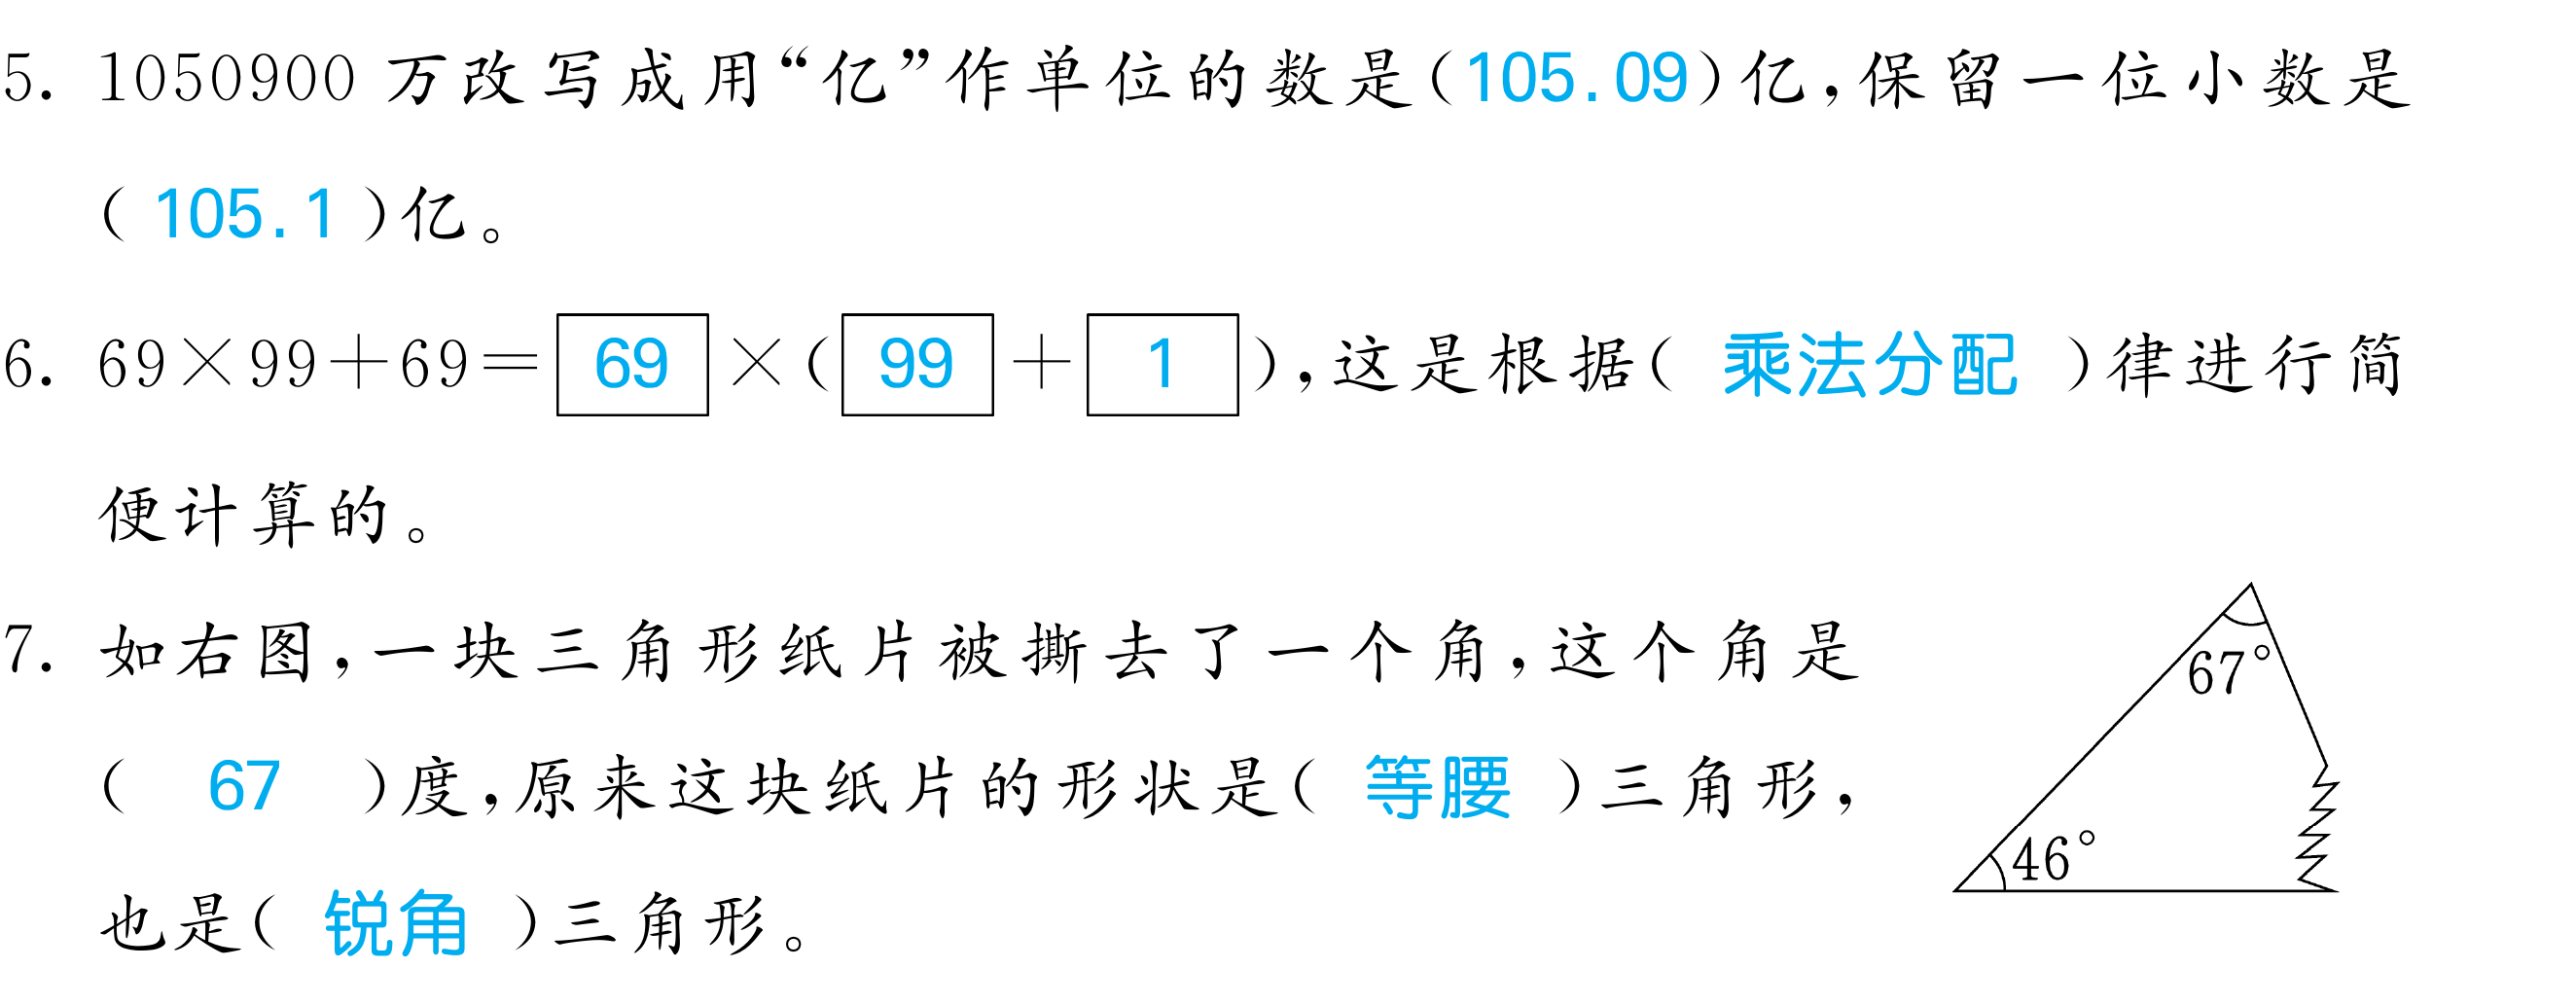 5. 1050900 万改写成用“亿”作单位的数是(105.09)亿,保留一位小数是
( 105.1 )亿。
6. 69×99+69= 69 ×( 99 + 1 ),这是根据( 乘法分配 )律进行简
便计算的。
7. 如右图,一块三角形纸片被撕去了一个角,这个角是
( 67 )度,原来这块纸片的形状是( 等腰 )三角形,
也是( 锐角 )三角形。
67°
46°